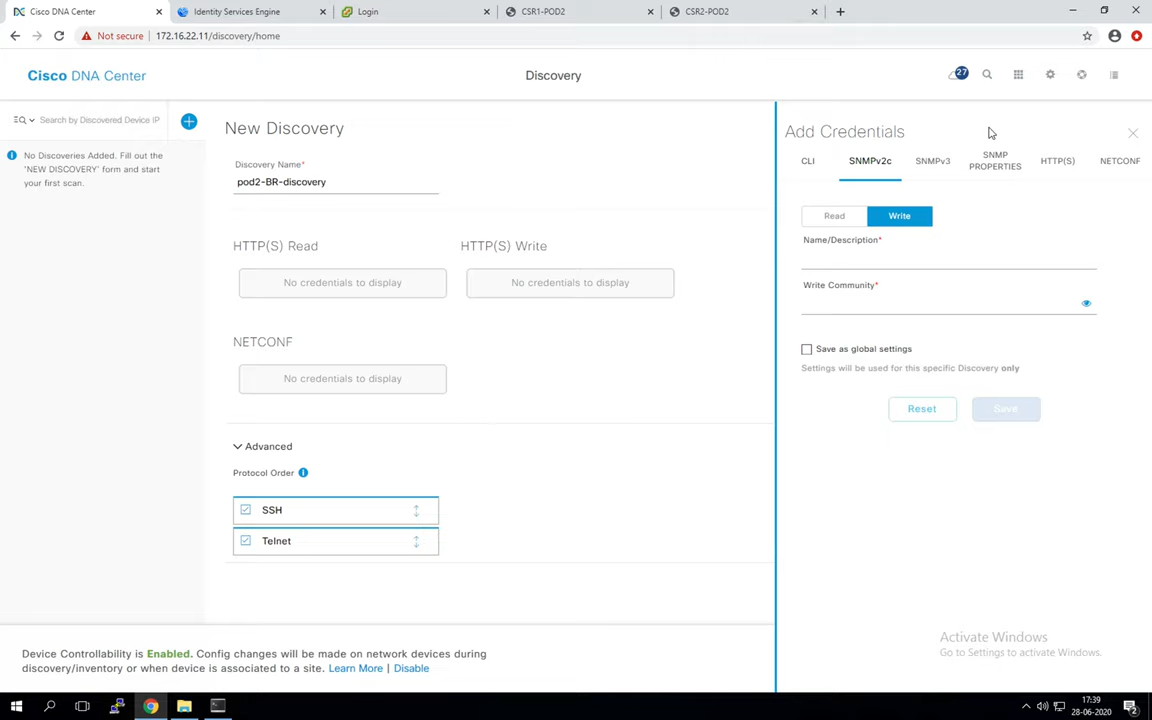 Cisco DNA Center
Identity Services Engine
Login
CSR1-POD2
CSR2-POD2
Not secure
172.16.22.11/discovery/home
Cisco DNA Center
Discovery
27
Search by Discovered Device IP
No Discoveries Added. Fill out the
"NEW DISCOVERY" form and start
your first scan.
New Discovery
Discovery Name*
pod2-BR-discovery
HTTP(S) Read
HTTP(S) Write
No credentials to display
No credentials to display
NETCONF
No credentials to display
Advanced
Protocol Order
SSH
Telnet
Add Credentials
CLI
SNMPv2c
SNMPv3
SNMP
PROPERTIES
HTTP(S)
NETCONF
Read
Write
Name/Description*
Write Community*
Save as global settings
Settings will be used for this specific Discovery only
Reset
Save
Device Controllability is Enabled. Config changes will be made on network devices during
discovery/inventory or when device is associated to a site. Learn More | Disable
Activate Windows
Go to Settings to activate Windows.
17:39
28-06-2020
2